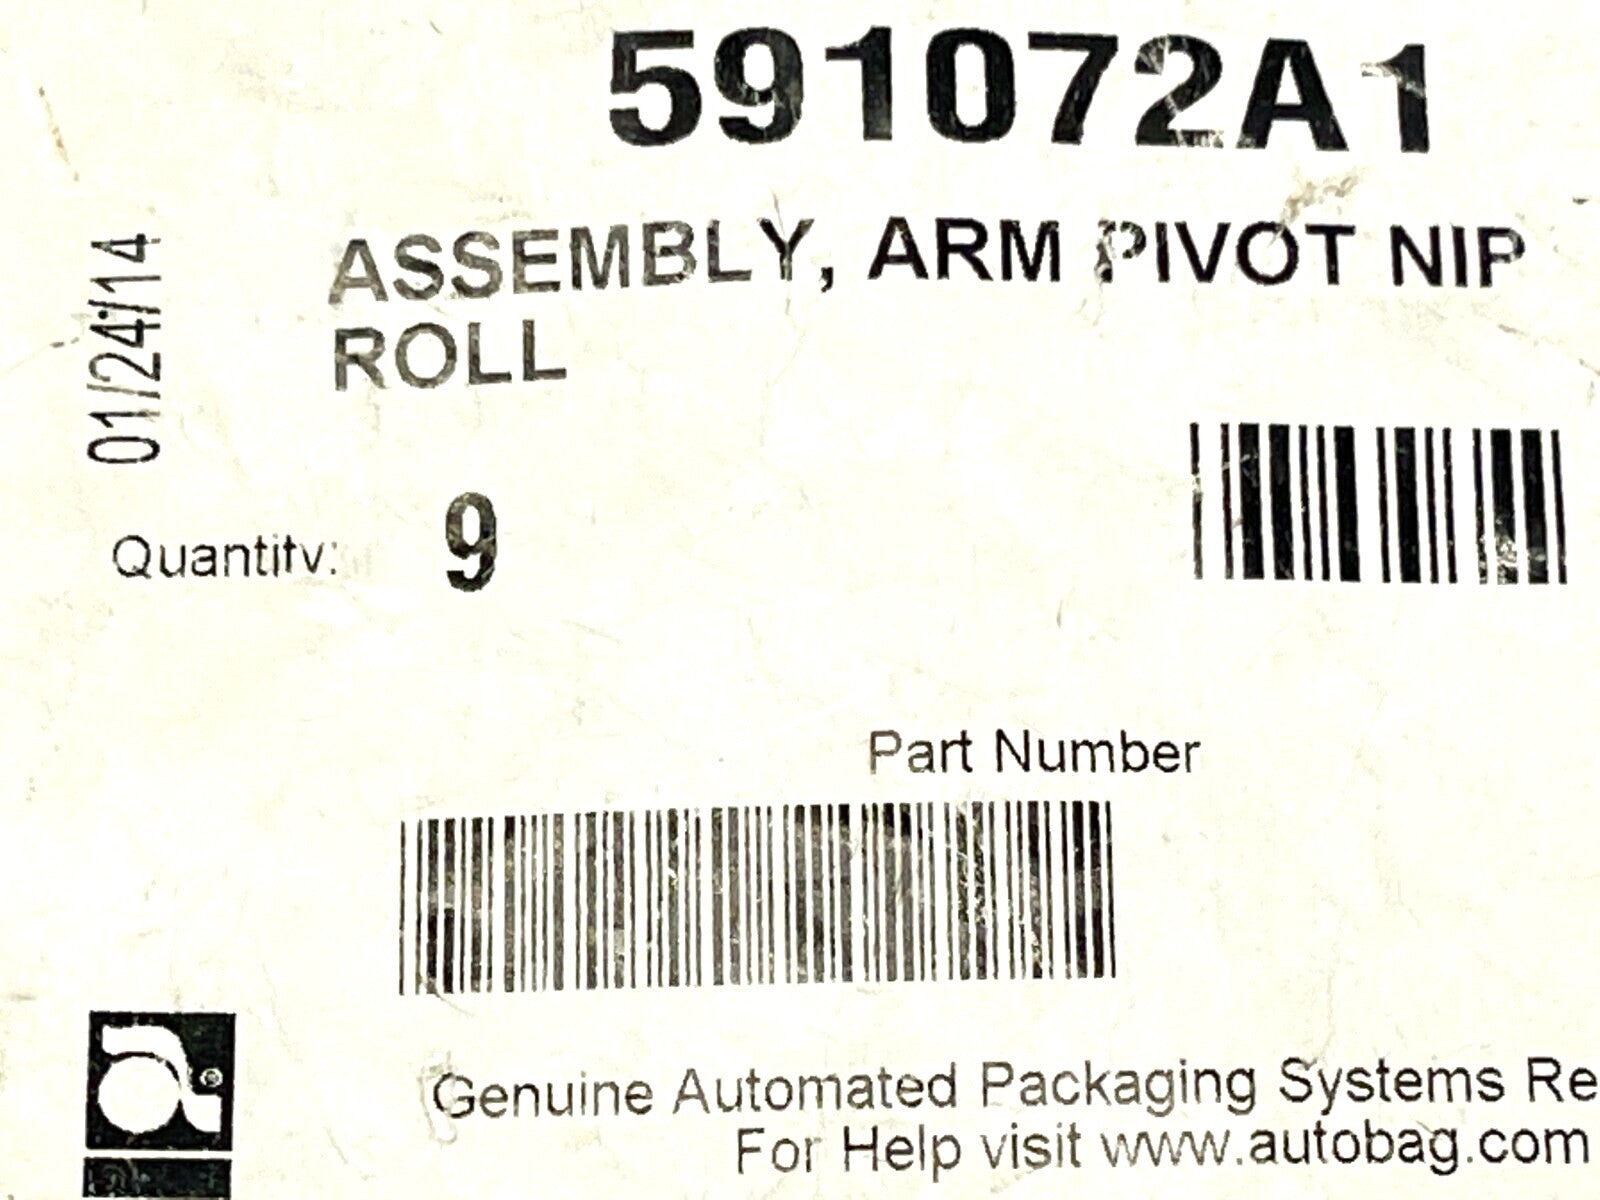 591072A1
ASSEMBLY, ARM PIVOT NIP
ROLL
01/24/14
Quantity: 9
Part Number
Genuine Automated Packaging Systems Re
For Help visit www.autobag.com